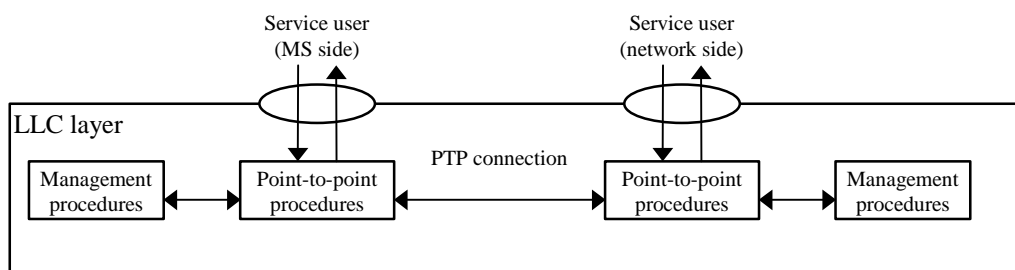 Service user
(MS side)
Service user
(network side)
LLC layer
PTP connection
Management
procedures
Point-to-point
procedures
Point-to-point
procedures
Management
procedures